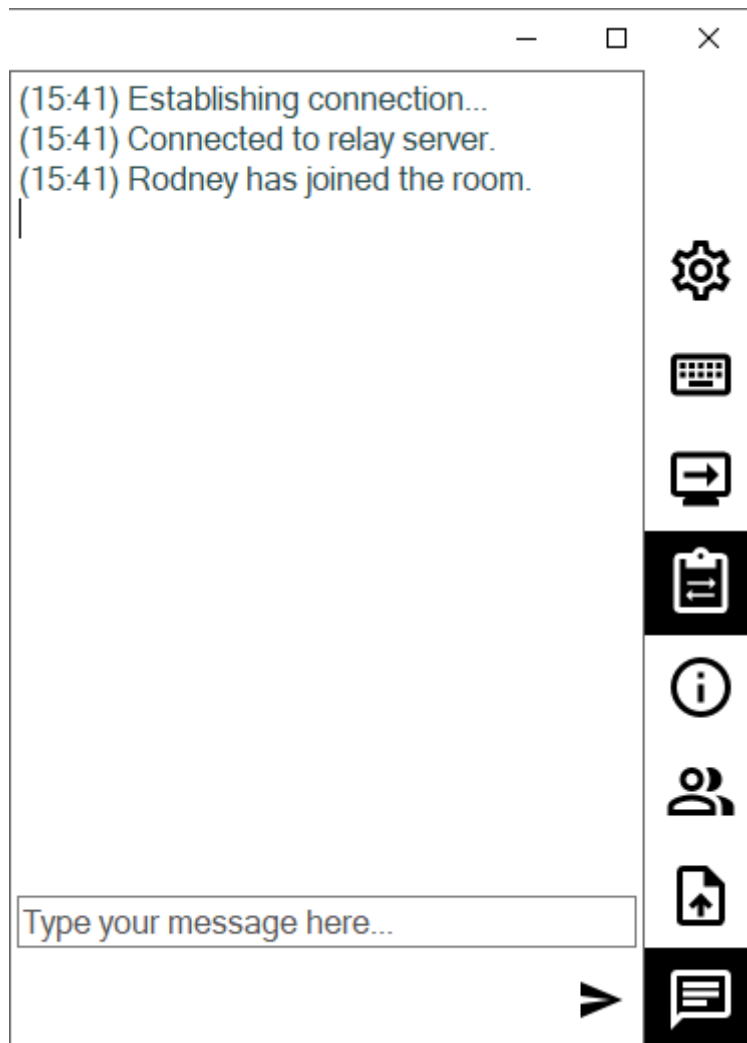 (15:41) Establishing connection...
(15:41) Connected to relay server.
(15:41) Rodney has joined the room.
Type your message here...